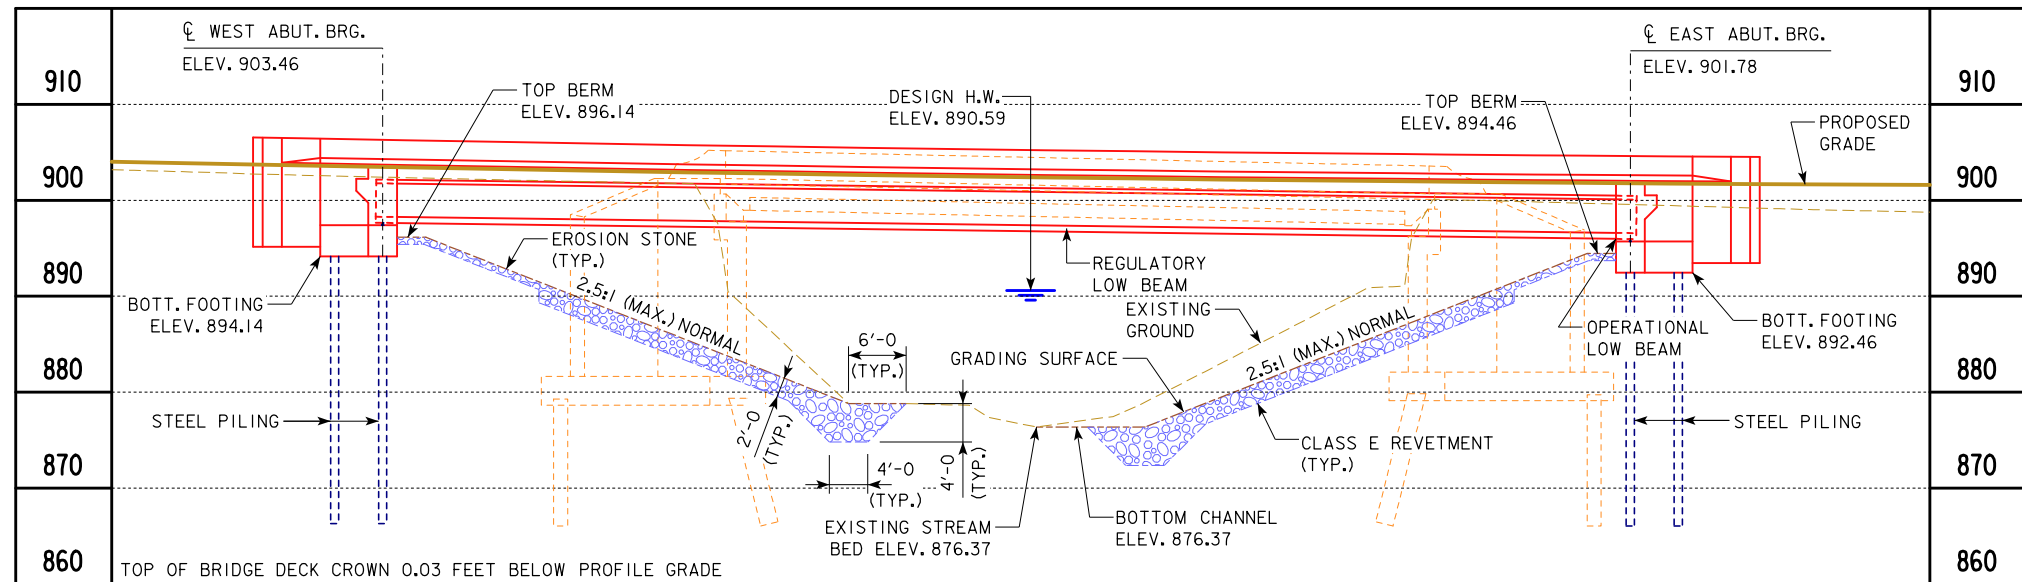 ℄ WEST ABUT. BRG.
ELEV. 903.46
℄ EAST ABUT. BRG.
ELEV. 901.78
910
910
TOP BERM
ELEV. 896.14
DESIGN H.W.
ELEV. 890.59
TOP BERM
ELEV. 894.46
PROPOSED
GRADE
900
900
EROSION STONE
(TYP.)
REGULATORY
LOW BEAM
890
890
2.5:1 (MAX.) NORMAL
BOTT. FOOTING
ELEV. 894.14
EXISTING
GROUND
2.5:1 (MAX.) NORMAL
OPERATIONAL
LOW BEAM
BOTT. FOOTING
ELEV. 892.46
6'-0
(TYP.)
GRADING SURFACE
880
880
STEEL PILING
2'-0
(TYP.)
4'-0
(TYP.)
4'-0
(TYP.)
CLASS E REVETMENT
(TYP.)
STEEL PILING
870
870
EXISTING STREAM
BED ELEV. 876.37
BOTTOM CHANNEL
ELEV. 876.37
860
860
TOP OF BRIDGE DECK CROWN 0.03 FEET BELOW PROFILE GRADE